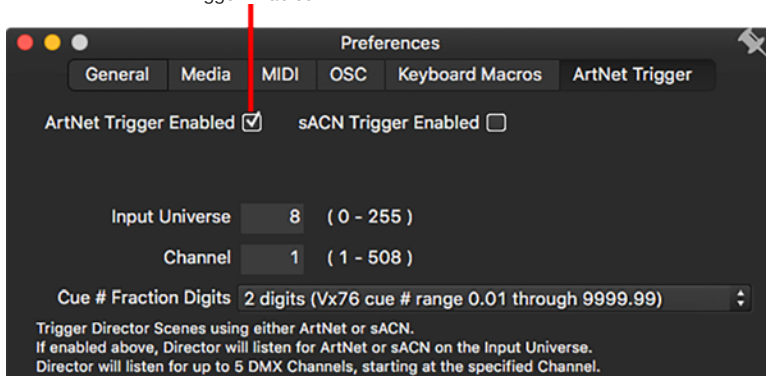 Preferences
General Media MIDI OSC Keyboard Macros ArtNet Trigger
ArtNet Trigger Enabled sACN Trigger Enabled
Input Universe 8 ( 0 - 255 )
Channel 1 ( 1 - 508 )
Cue # Fraction Digits 2 digits (Vx76 cue # range 0.01 through 9999.99)
Trigger Director Scenes using either ArtNet or sACN.
If enabled above, Director will listen for ArtNet or sACN on the Input Universe.
Director will listen for up to 5 DMX Channels, starting at the specified Channel.